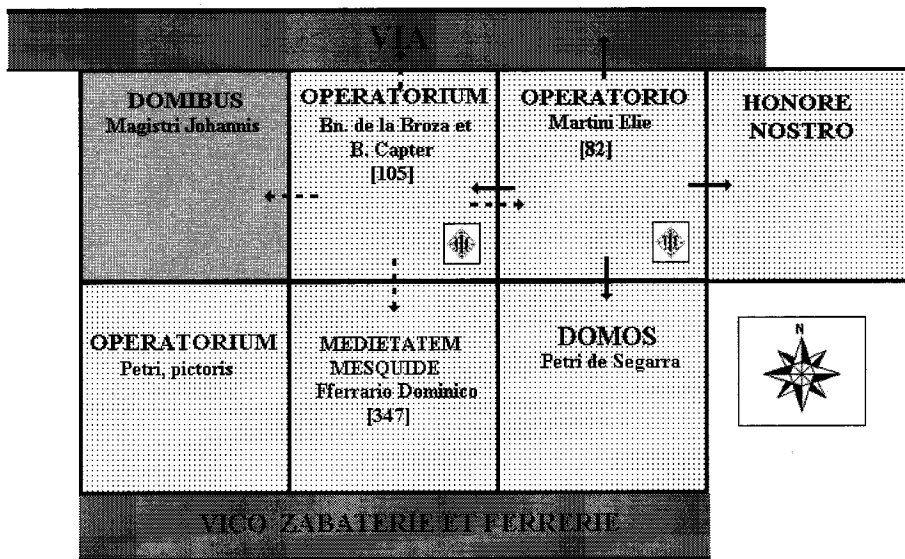 VIA
DOMIBUS
Magistri Johannis
OPERATORIUM
Bn. de la Broza et
B. Capter
[105]
OPERATORIO
Martini Elie
[82]
HONORE
NOSTRO
OPERATORIUM
Petri, pictoris
MEDIETATEM
MESQUIDE
Fferrario Dominico
[347]
DOMOS
Petri de Segarra
N
VICO ZABATERIE ET FERRERIE